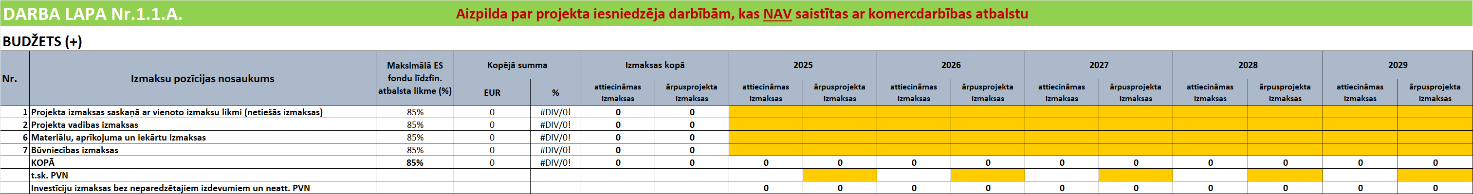 DARBA LAPA Nr.1.1.A. Aizpilda par projekta iesniedzēja darbībām, kas NAV saistītas ar komercdarbības atbalstu
BUDŽETS (+)
Nr. Izmaksu pozīcijas nosaukums Maksimālā ES fondu līdzfin. atbalsta likme (%) Kopējā summa Izmaksas kopā 2025 2026 2027 2028 2029
EUR % attiecināmas izmaksas ārpusprojekta izmaksas attiecināmas izmaksas ārpusprojekta izmaksas attiecināmas izmaksas ārpusprojekta izmaksas attiecināmas izmaksas ārpusprojekta izmaksas attiecināmas izmaksas ārpusprojekta izmaksas attiecināmas izmaksas ārpusprojekta izmaksas
1 Projekta izmaksas saskaņā ar vienoto izmaksu likmi (netiešās izmaksas) 85% 0 #DIV/0! 0 0
2 Projekta vadības izmaksas 85% 0 #DIV/0! 0 0
6 Materiālu, aprīkojuma un iekārtu izmaksas 85% 0 #DIV/0! 0 0
7 Būvniecības izmaksas 85% 0 #DIV/0! 0 0
KOPĀ 85% 0 #DIV/0! 0 0 0 0 0 0 0 0 0 0 0 0
t.sk. PVN
Investīciju izmaksas bez neparedzētajiem izdevumiem un neatt. PVN 0 0 0 0 0 0 0 0 0 0